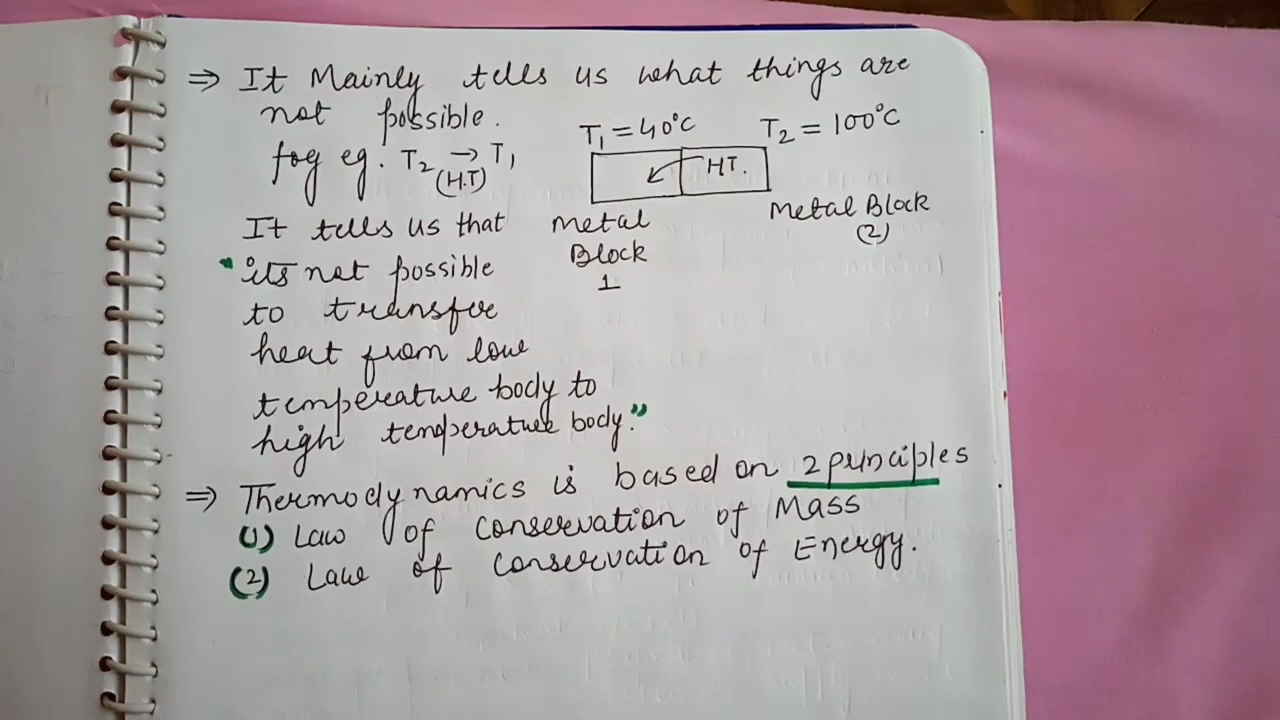 ⇒ It Mainly tells us what things are
not possible.
for eg. T₂ → T₁
(H.T)
T₁ = 40°C T₂ = 100°C
HT.
Metal Block 1
Metal Block (2)
It tells us that
"its not possible
to transfer
heat from low
temperature body to
high temperature body."
⇒ Thermodynamics is based on 2 principles
(1) Law of conservation of Mass
(2) Law of conservation of Energy.